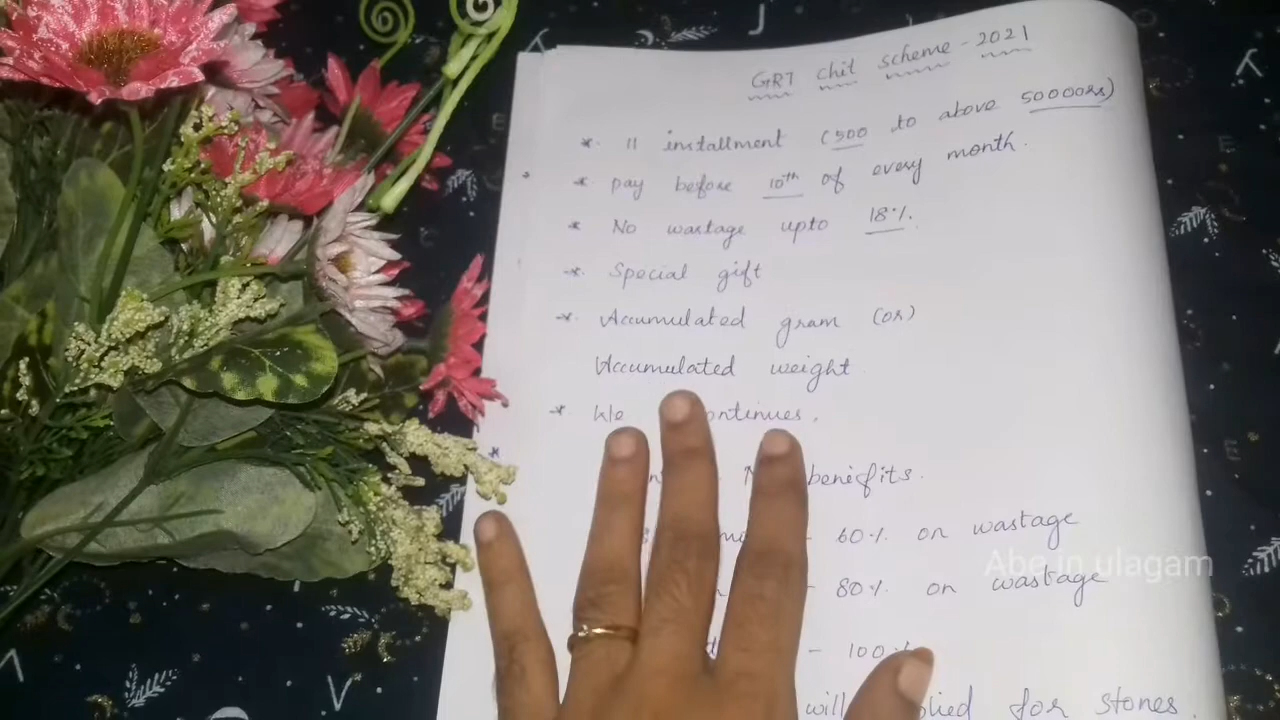 GRT chit scheme - 2021
* 11 installment (500 to above 50000rs)
* pay before 10th of every month.
* No wastage upto 18%.
* Special gift
* Accumulated gram (or)
Accumulated weight
* We continues.
* benefits.
- 60% on wastage
- 80% on wastage
- 100%
will for stones.
Abe in ulagam